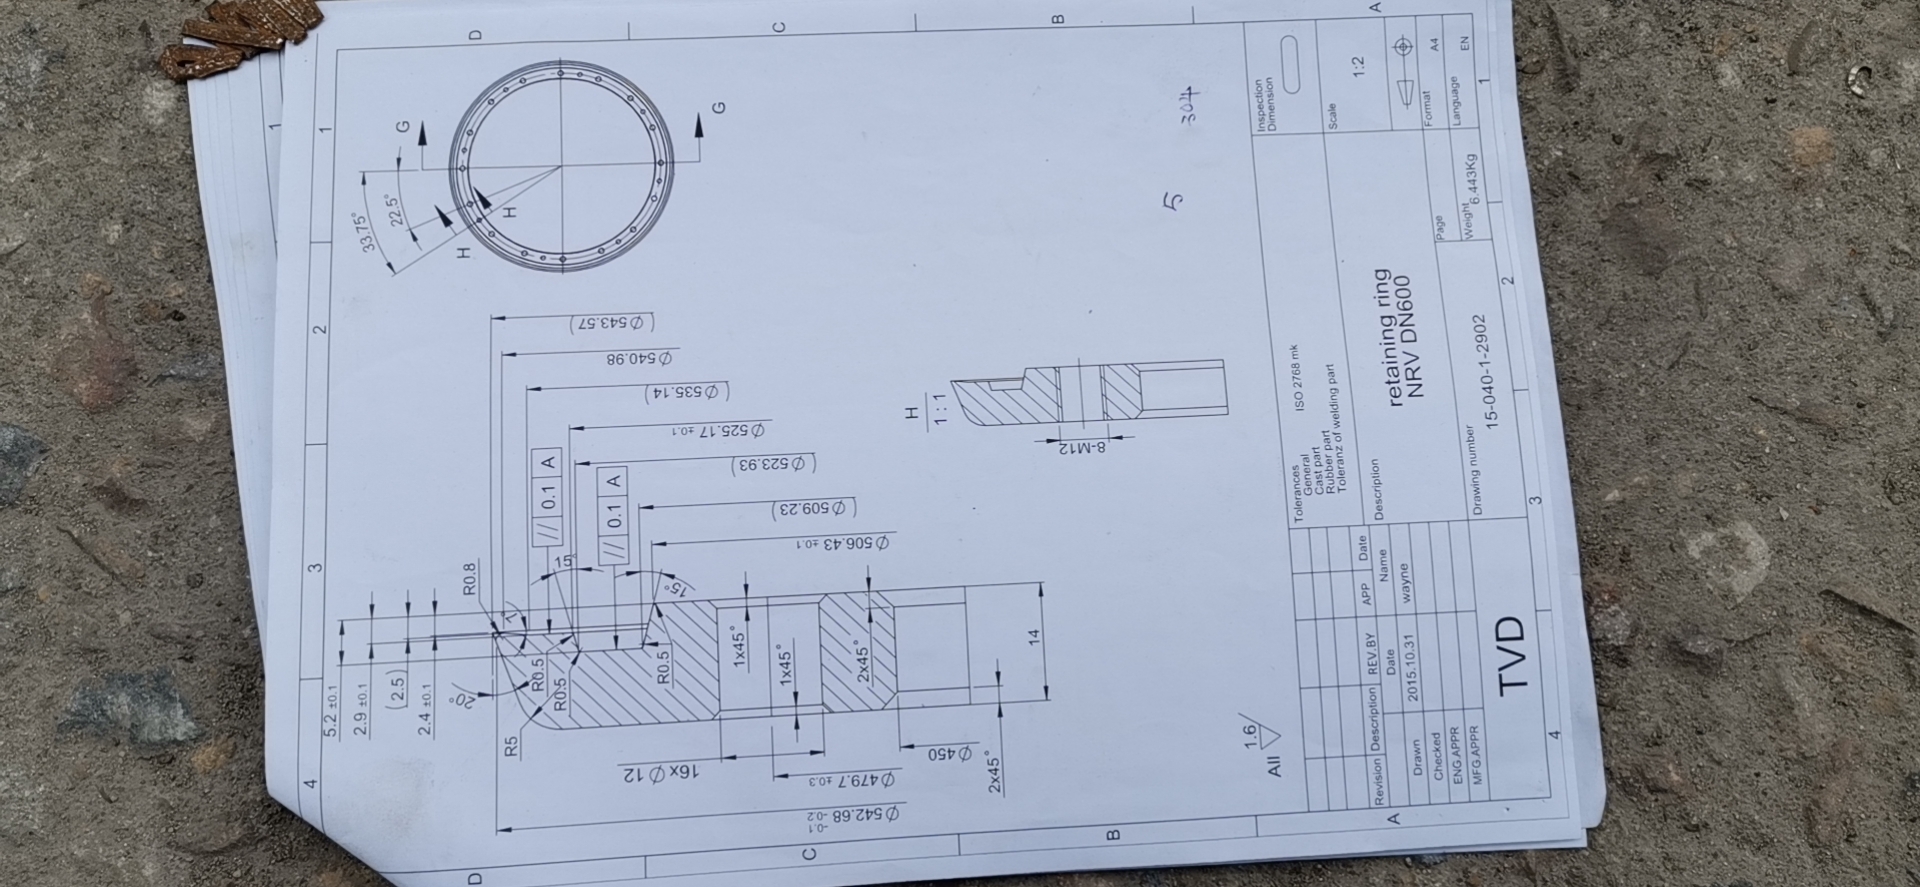 D
C
B
A
1
1
2
3
4
G
G
33.75°
22.5°
H
H
(Ø543.57)
Ø540.98
(Ø535.14)
Ø525.17 ±0.1
(Ø523.93)
(Ø509.23)
Ø506.43 ±0.1
// 0.1 A
// 0.1 A
R0.8
15°
15°
20°
5.2 ±0.1
2.9 ±0.1
(2.5)
2.4 ±0.1
R0.5
R0.5
R0.5
R5
1x45°
1x45°
2x45°
14
16xØ12
Ø479.7 ±0.3
Ø450
2x45°
Ø542.68 -0.1 -0.2
H
1:1
8-M12
5
304
All 1.6
Tolerances
General ISO 2768 mk
Cast part
Rubber part
Toleranz of welding part
Inspection
Dimension
Scale
1:2
Format A4
Language EN
Description
retaining ring
NRV DN600
Page
Weight 6.443Kg
Drawing number
15-040-1-2902
Revision Description REV.BY APP Date
Date Name
Drawn 2015.10.31 wayne
Checked
ENG.APPR
MFG.APPR
TVD
1
2
3
4
D
C
B
A